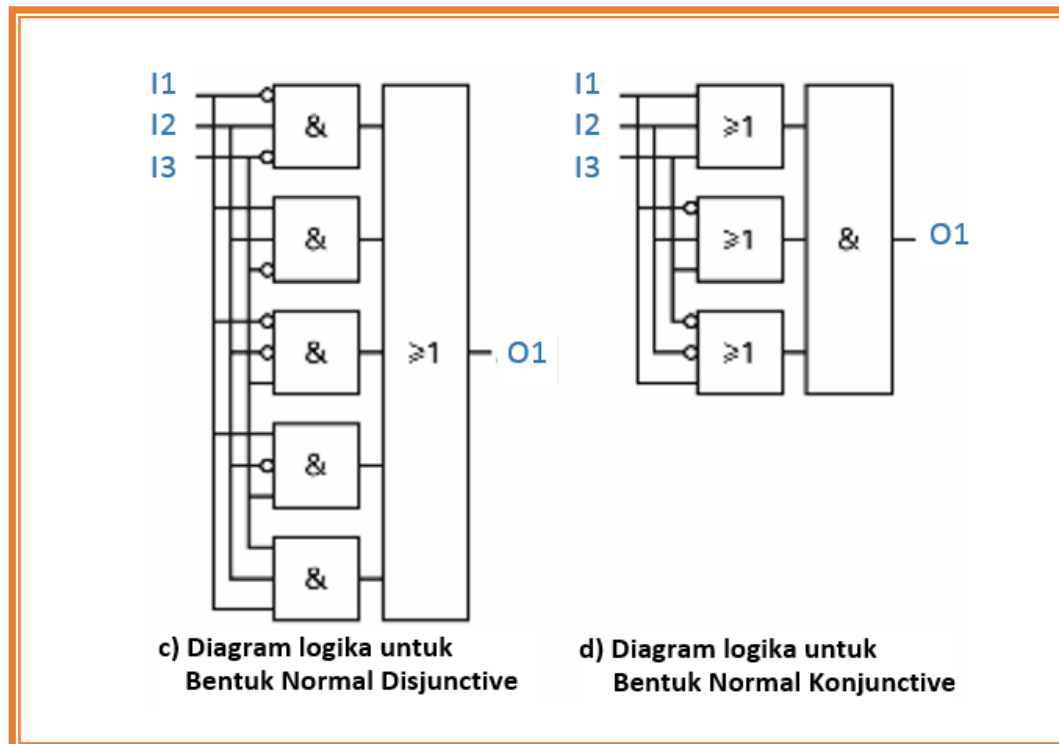 I1
I2
I3
&
&
&
&
&
≥1
O1
c) Diagram logika untuk
Bentuk Normal Disjunctive
I1
I2
I3
≥1
≥1
≥1
&
O1
d) Diagram logika untuk
Bentuk Normal Konjunctive